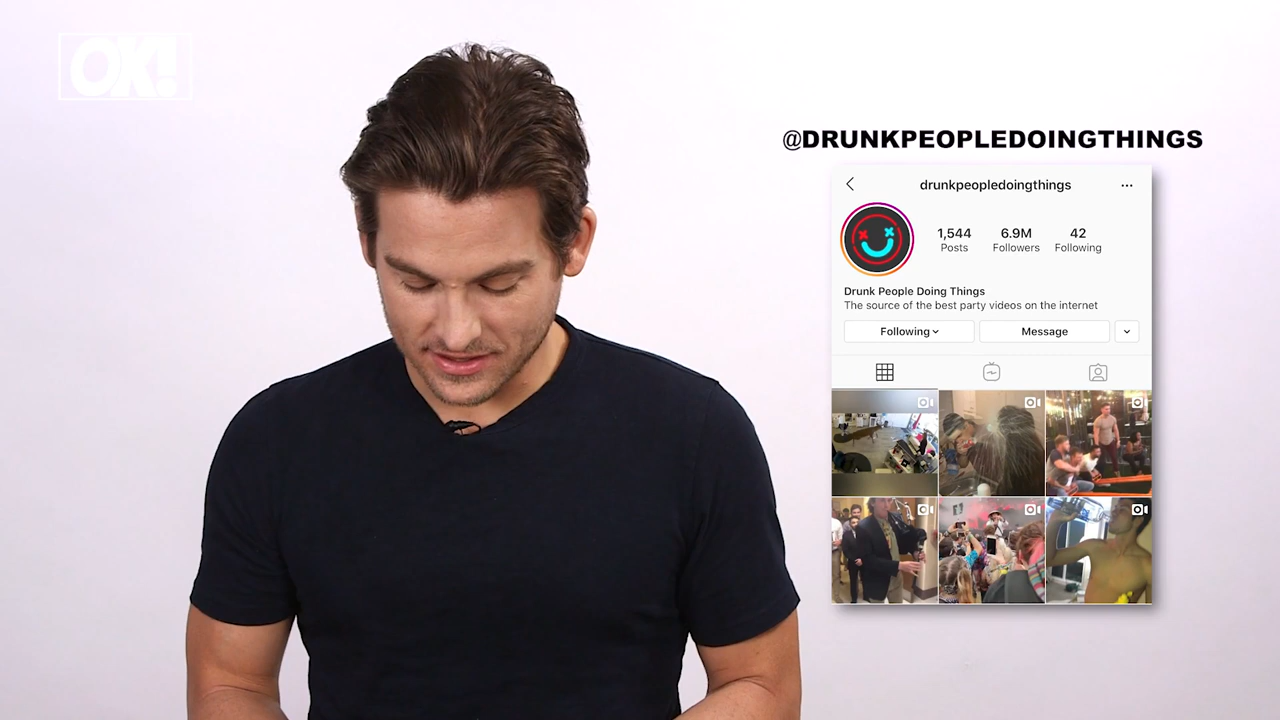 OK!
@DRUNKPEOPLEDOINGTHINGS
drunkpeopledoingthings
1,544 6.9M 42
Posts Followers Following
Drunk People Doing Things
The source of the best party videos on the internet
Following Message